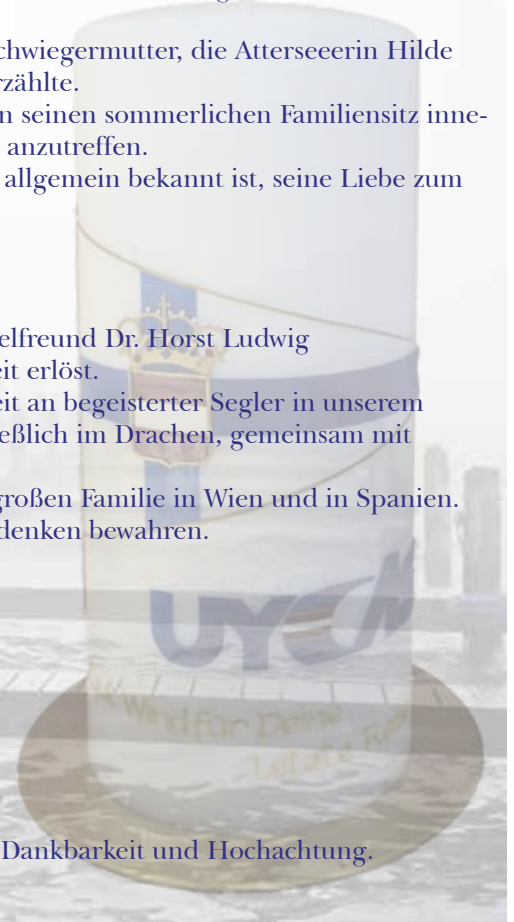 chwiegermutter, die Atterseeerin Hilde
rzählte.
n seinen sommerlichen Familiensitz inne-
anzutreffen.
allgemein bekannt ist, seine Liebe zum
elfreund Dr. Horst Ludwig
eit erlöst.
eit an begeisterter Segler in unserem
eßlich im Drachen, gemeinsam mit
großen Familie in Wien und in Spanien.
denken bewahren.
UYC
Wind für Deine
Letzte
Dankbarkeit und Hochachtung.